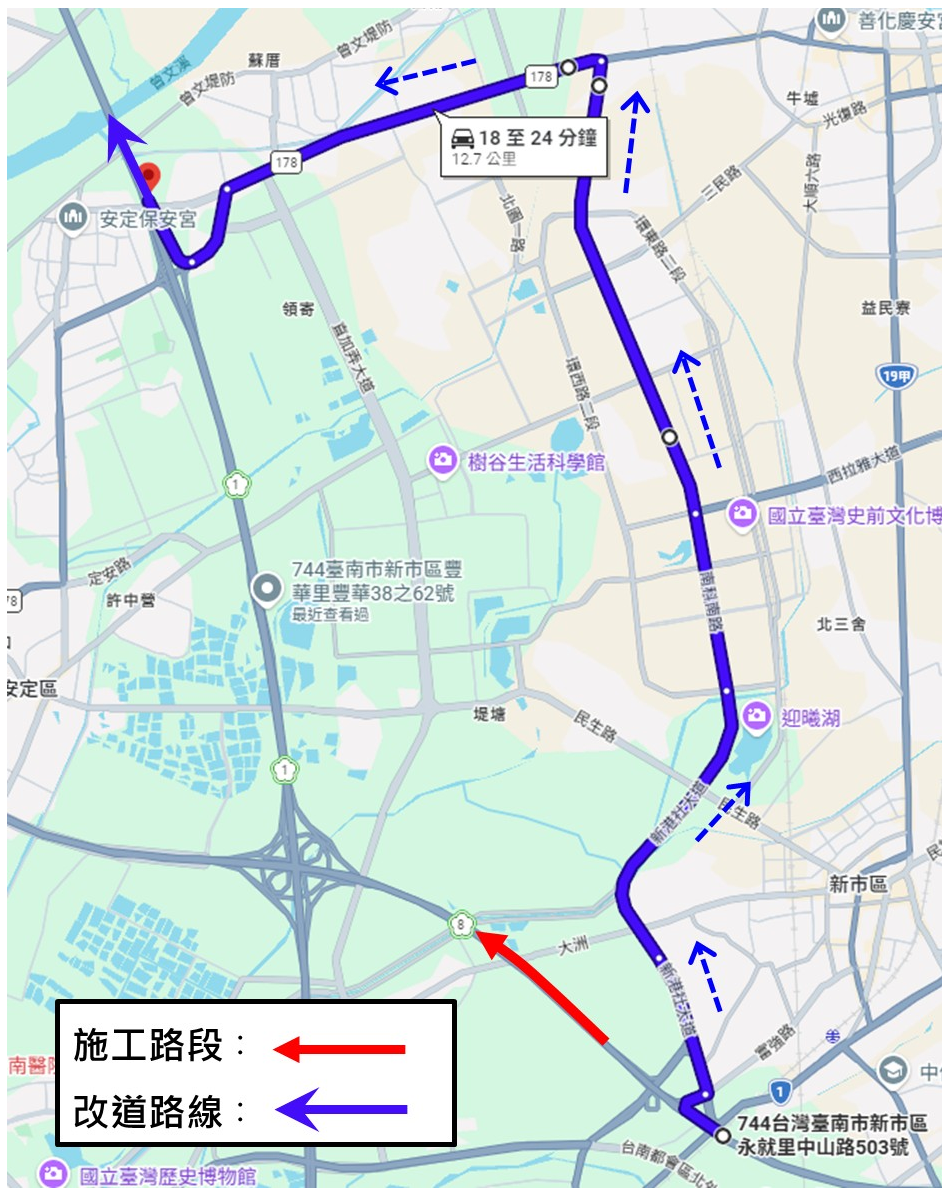 善化慶安宮
曾文堤防
蘇厝
曾文溪
曾文堤防
178
牛墟
光復路
18 至 24 分鐘
12.7 公里
178
三民路
大順六路
安定保安宮
北園一路
環東路二段
領寄
益民寮
直加弄大道
環西路二段
19甲
樹谷生活科學館
西拉雅大道
1
國立臺灣史前文化博
定安路
744臺南市新市區豐
華里豐華38之62號
最近查看過
許中營
南科南路
北三舍
安定區
堤塘
民生路
迎曦湖
1
新港社大道
民生路
新市區
8
大洲
新港社大道
富強路
施工路段：
南醫院
改道路線：
1
744台灣臺南市新市區
永就里中山路503號
台南都會區北外
國立臺灣歷史博物館